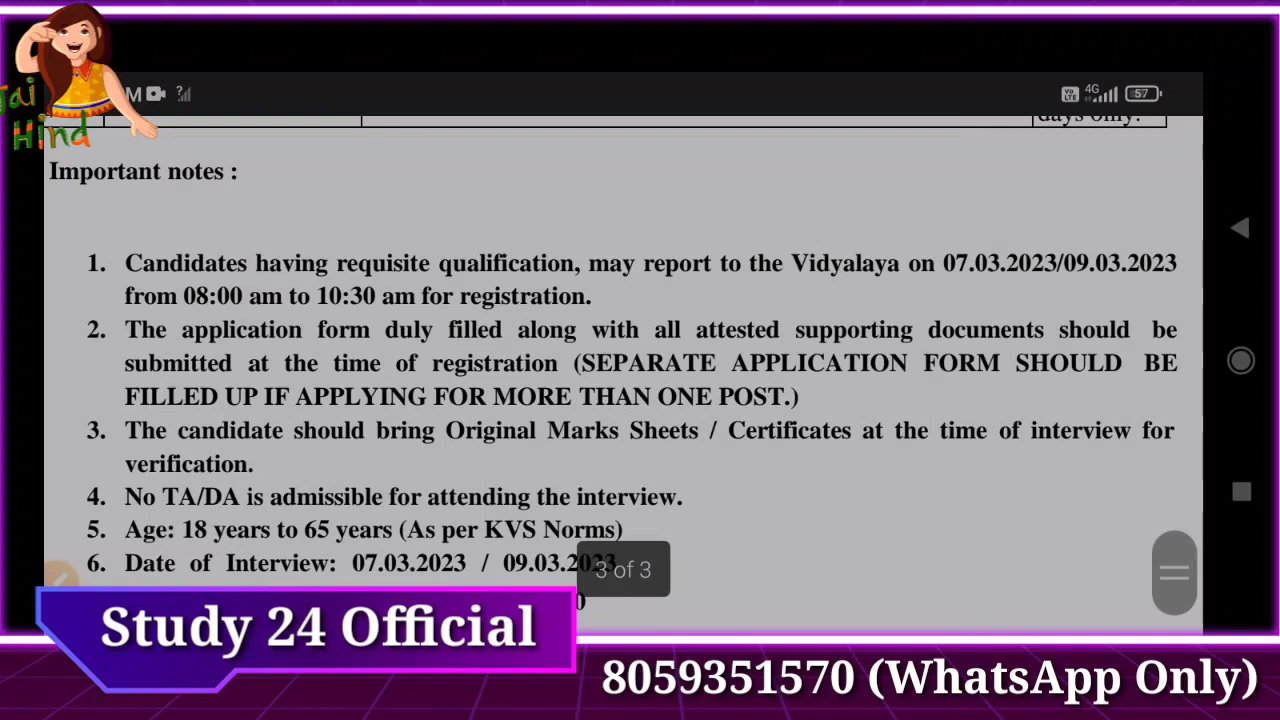 Jai
Hind
M
Vo LTE 4G 57
days only.
Important notes :
1. Candidates having requisite qualification, may report to the Vidyalaya on 07.03.2023/09.03.2023
from 08:00 am to 10:30 am for registration.
2. The application form duly filled along with all attested supporting documents should be
submitted at the time of registration (SEPARATE APPLICATION FORM SHOULD BE
FILLED UP IF APPLYING FOR MORE THAN ONE POST.)
3. The candidate should bring Original Marks Sheets / Certificates at the time of interview for
verification.
4. No TA/DA is admissible for attending the interview.
5. Age: 18 years to 65 years (As per KVS Norms)
6. Date of Interview: 07.03.2023 / 09.03.2023
3 of 3
Study 24 Official
8059351570 (WhatsApp Only)